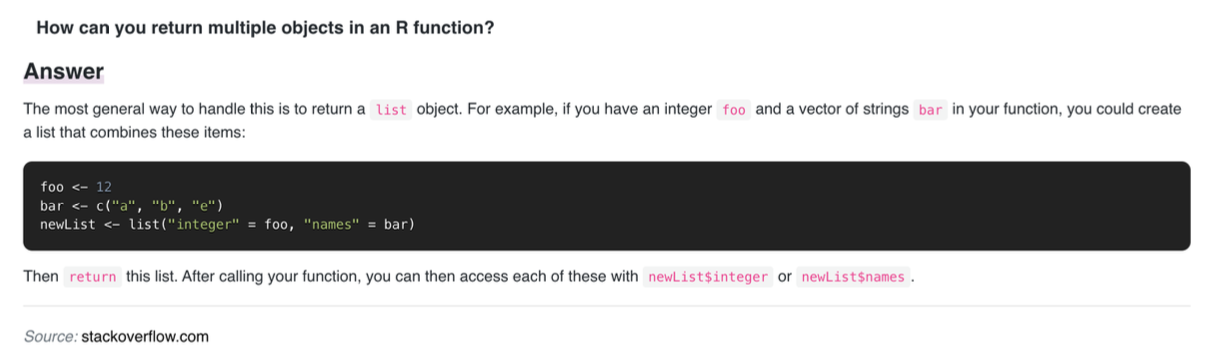 How can you return multiple objects in an R function?
Answer
The most general way to handle this is to return a list object. For example, if you have an integer foo and a vector of strings bar in your function, you could create
a list that combines these items:
foo <- 12
bar <- c("a", "b", "e")
newList <- list("integer" = foo, "names" = bar)
Then return this list. After calling your function, you can then access each of these with newList$integer or newList$names .
Source: stackoverflow.com